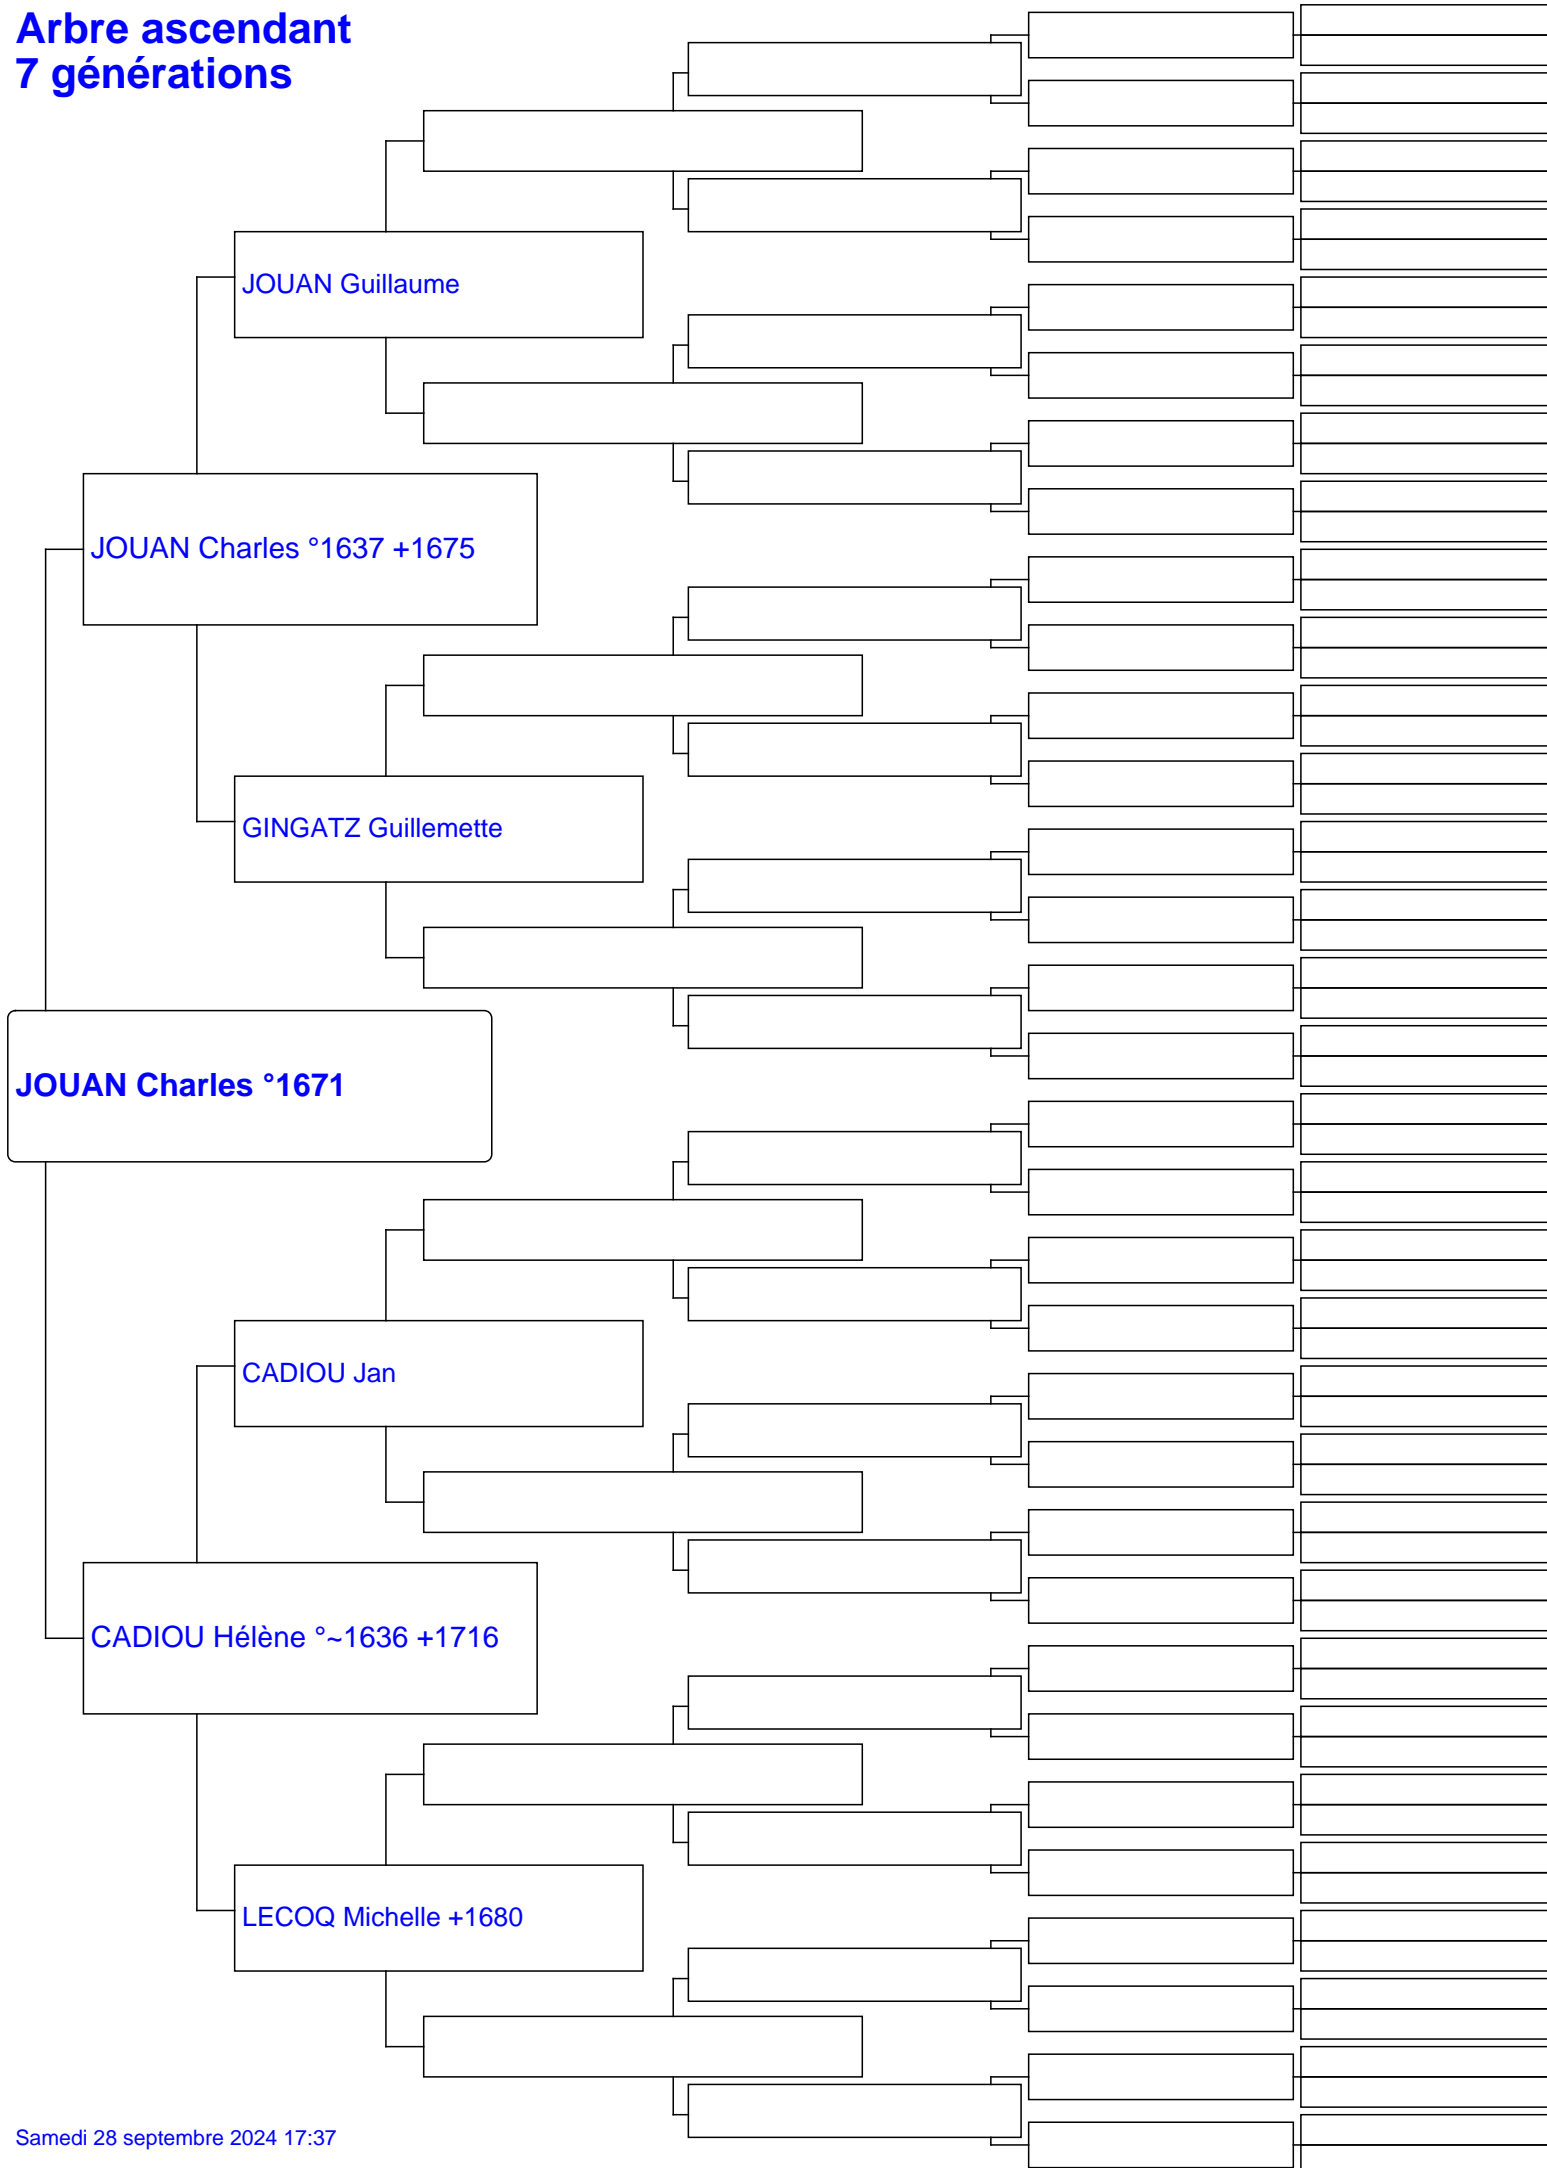 Arbre ascendant
7 générations
JOUAN Guillaume
JOUAN Charles °1637 +1675
GINGATZ Guillemette
JOUAN Charles °1671
CADIOU Jan
CADIOU Hélène °~1636 +1716
LECOQ Michelle +1680
Samedi 28 septembre 2024 17:37